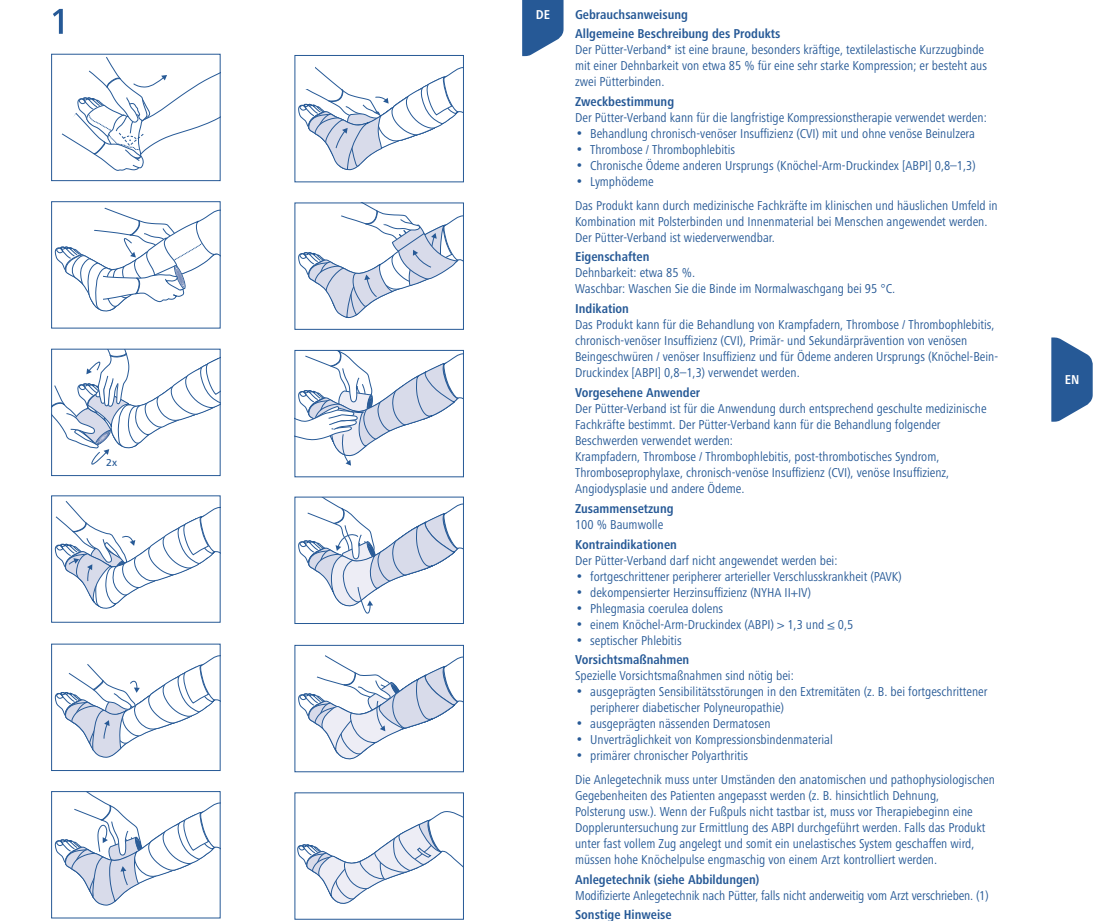 1
2x
DE
Gebrauchsanweisung
Allgemeine Beschreibung des Produkts
Der Pütter-Verband* ist eine braune, besonders kräftige, textilelastische Kurzzugbinde
mit einer Dehnbarkeit von etwa 85 % für eine sehr starke Kompression; er besteht aus
zwei Pütterbinden.
Zweckbestimmung
Der Pütter-Verband kann für die langfristige Kompressionstherapie verwendet werden:
• Behandlung chronisch-venöser Insuffizienz (CVI) mit und ohne venöse Beinulzera
• Thrombose / Thrombophlebitis
• Chronische Ödeme anderen Ursprungs (Knöchel-Arm-Druckindex [ABPI] 0,8–1,3)
• Lymphödeme
Das Produkt kann durch medizinische Fachkräfte im klinischen und häuslichen Umfeld in
Kombination mit Polsterbinden und Innenmaterial bei Menschen angewendet werden.
Der Pütter-Verband ist wiederverwendbar.
Eigenschaften
Dehnbarkeit: etwa 85 %.
Waschbar: Waschen Sie die Binde im Normalwaschgang bei 95 °C.
Indikation
Das Produkt kann für die Behandlung von Krampfadern, Thrombose / Thrombophlebitis,
chronisch-venöser Insuffizienz (CVI), Primär- und Sekundärprävention von venösen
Beingeschwüren / venöser Insuffizienz und für Ödeme anderen Ursprungs (Knöchel-Bein-
Druckindex [ABPI] 0,8–1,3) verwendet werden.
Vorgesehene Anwender
Der Pütter-Verband ist für die Anwendung durch entsprechend geschulte medizinische
Fachkräfte bestimmt. Der Pütter-Verband kann für die Behandlung folgender
Beschwerden verwendet werden:
Krampfadern, Thrombose / Thrombophlebitis, post-thrombotisches Syndrom,
Thromboseprophylaxe, chronisch-venöse Insuffizienz (CVI), venöse Insuffizienz,
Angiodysplasie und andere Ödeme.
Zusammensetzung
100 % Baumwolle
Kontraindikationen
Der Pütter-Verband darf nicht angewendet werden bei:
• fortgeschrittener peripherer arterieller Verschlusskrankheit (PAVK)
• dekompensierter Herzinsuffizienz (NYHA II+IV)
• Phlegmasia coerulea dolens
• einem Knöchel-Arm-Druckindex (ABPI) > 1,3 und ≤ 0,5
• septischer Phlebitis
Vorsichtsmaßnahmen
Spezielle Vorsichtsmaßnahmen sind nötig bei:
• ausgeprägten Sensibilitätsstörungen in den Extremitäten (z. B. bei fortgeschrittener
peripherer diabetischer Polyneuropathie)
• ausgeprägten nässenden Dermatosen
• Unverträglichkeit von Kompressionsbindenmaterial
• primärer chronischer Polyarthritis
Die Anlegetechnik muss unter Umständen den anatomischen und pathophysiologischen
Gegebenheiten des Patienten angepasst werden (z. B. hinsichtlich Dehnung,
Polsterung usw.). Wenn der Fußpuls nicht tastbar ist, muss vor Therapiebeginn eine
Doppleruntersuchung zur Ermittlung des ABPI durchgeführt werden. Falls das Produkt
unter fast vollem Zug angelegt und somit ein unelastisches System geschaffen wird,
müssen hohe Knöchelpulse engmaschig von einem Arzt kontrolliert werden.
Anlegetechnik (siehe Abbildungen)
Modifizierte Anlegetechnik nach Pütter, falls nicht anderweitig vom Arzt verschrieben. (1)
Sonstige Hinweise
EN